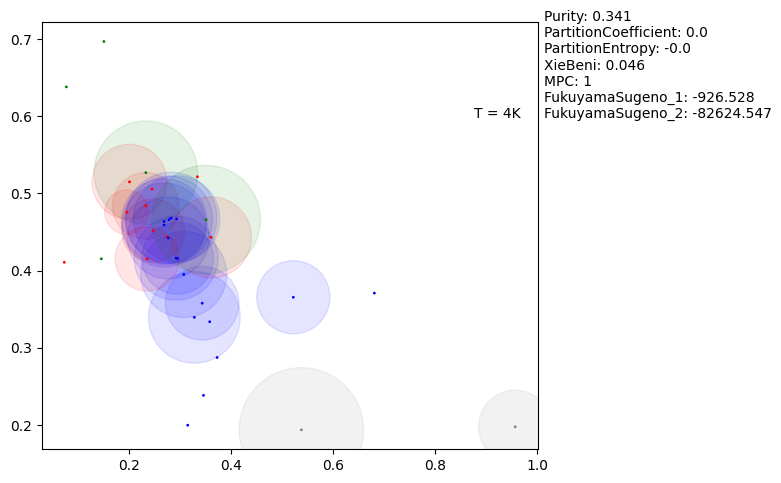 Purity: 0.341
PartitionCoefficient: 0.0
PartitionEntropy: -0.0
XieBeni: 0.046
MPC: 1
FukuyamaSugeno_1: -926.528
FukuyamaSugeno_2: -82624.547
T = 4K
0.7
0.6
0.5
0.4
0.3
0.2
0.2
0.4
0.6
0.8
1.0